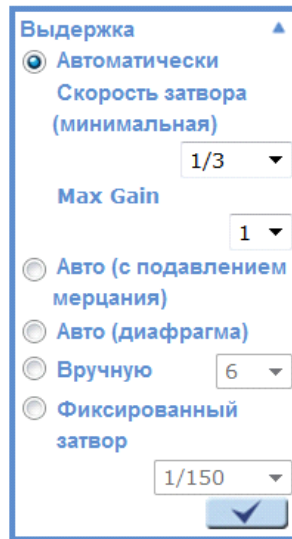 Выдержка
Автоматически
Скорость затвора
(минимальная)
1/3
Max Gain
1
Авто (с подавлением
мерцания)
Авто (диафрагма)
Вручную 6
Фиксированный
затвор
1/150